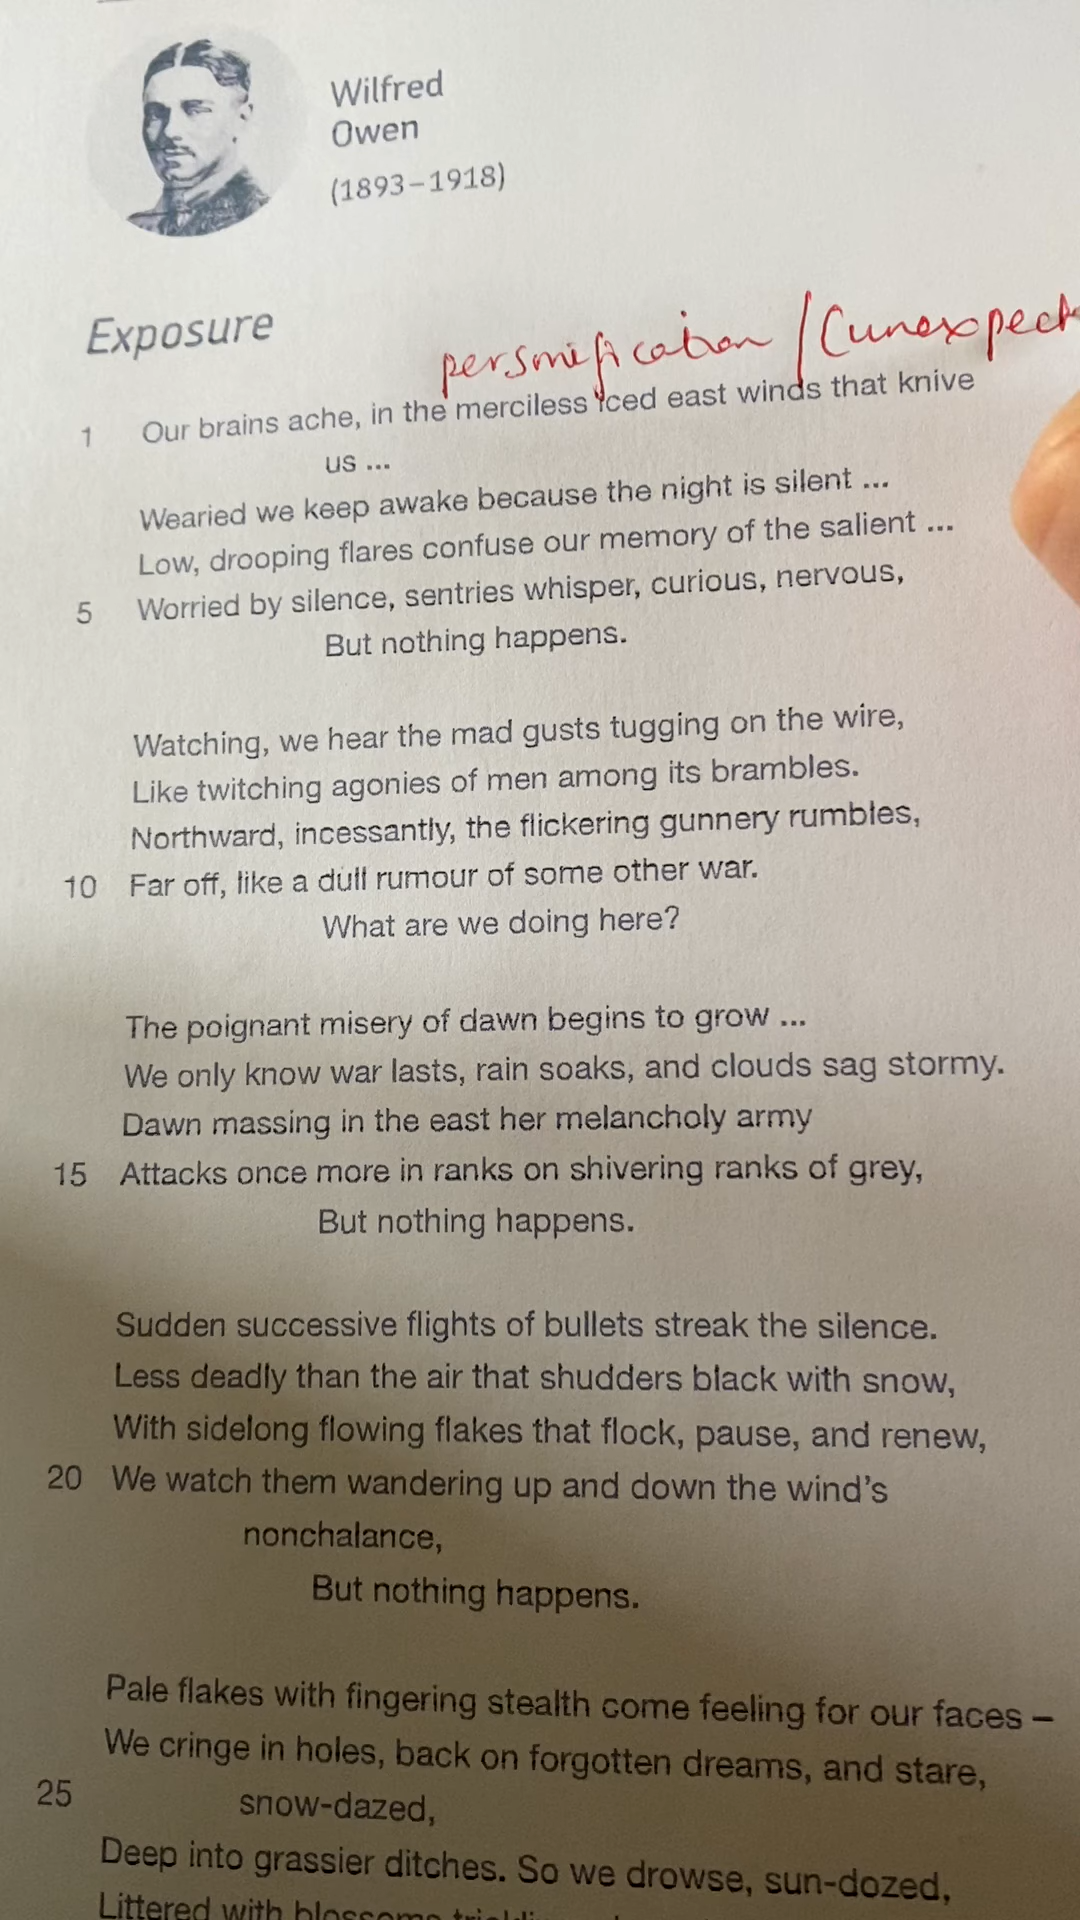 Wilfred
Owen
(1893–1918)
Exposure
personification / (unexpect
1 Our brains ache, in the merciless iced east winds that knive
us ...
Wearied we keep awake because the night is silent ...
Low, drooping flares confuse our memory of the salient ...
5 Worried by silence, sentries whisper, curious, nervous,
But nothing happens.
Watching, we hear the mad gusts tugging on the wire,
Like twitching agonies of men among its brambles.
Northward, incessantly, the flickering gunnery rumbles,
10 Far off, like a dull rumour of some other war.
What are we doing here?
The poignant misery of dawn begins to grow ...
We only know war lasts, rain soaks, and clouds sag stormy.
Dawn massing in the east her melancholy army
15 Attacks once more in ranks on shivering ranks of grey,
But nothing happens.
Sudden successive flights of bullets streak the silence.
Less deadly than the air that shudders black with snow,
With sidelong flowing flakes that flock, pause, and renew,
20 We watch them wandering up and down the wind's
nonchalance,
But nothing happens.
Pale flakes with fingering stealth come feeling for our faces –
We cringe in holes, back on forgotten dreams, and stare,
25 snow-dazed,
Deep into grassier ditches. So we drowse, sun-dozed,
Littered with blossoms